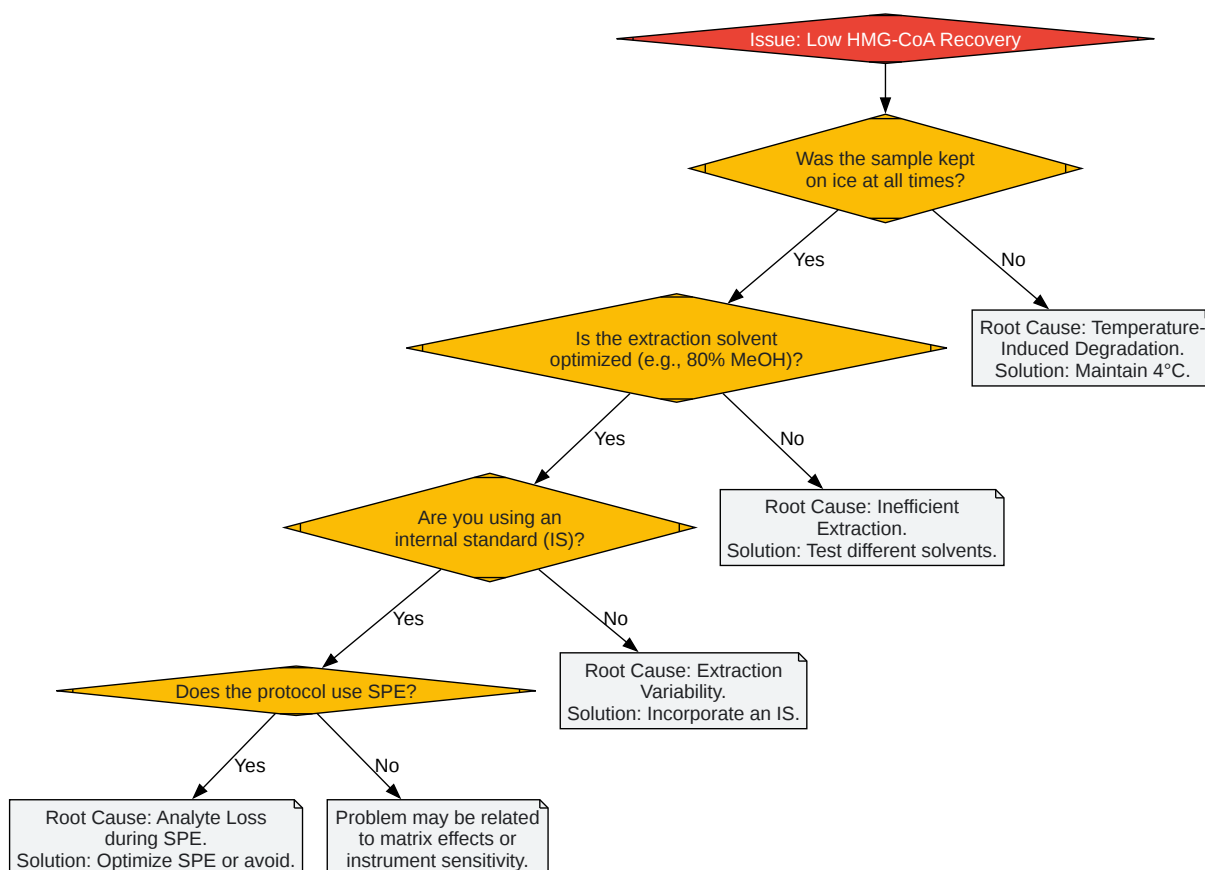 Issue: Low HMG-CoA Recovery
Was the sample kept
on ice at all times?
Yes
No
Is the extraction solvent
optimized (e.g., 80% MeOH)?
Root Cause: Temperature-
Induced Degradation.
Solution: Maintain 4°C.
Yes
No
Are you using an
internal standard (IS)?
Root Cause: Inefficient
Extraction.
Solution: Test different solvents.
Yes
No
Does the protocol use SPE?
Root Cause: Extraction
Variability.
Solution: Incorporate an IS.
Yes
No
Root Cause: Analyte Loss
during SPE.
Solution: Optimize SPE or avoid.
Problem may be related
to matrix effects or
instrument sensitivity.